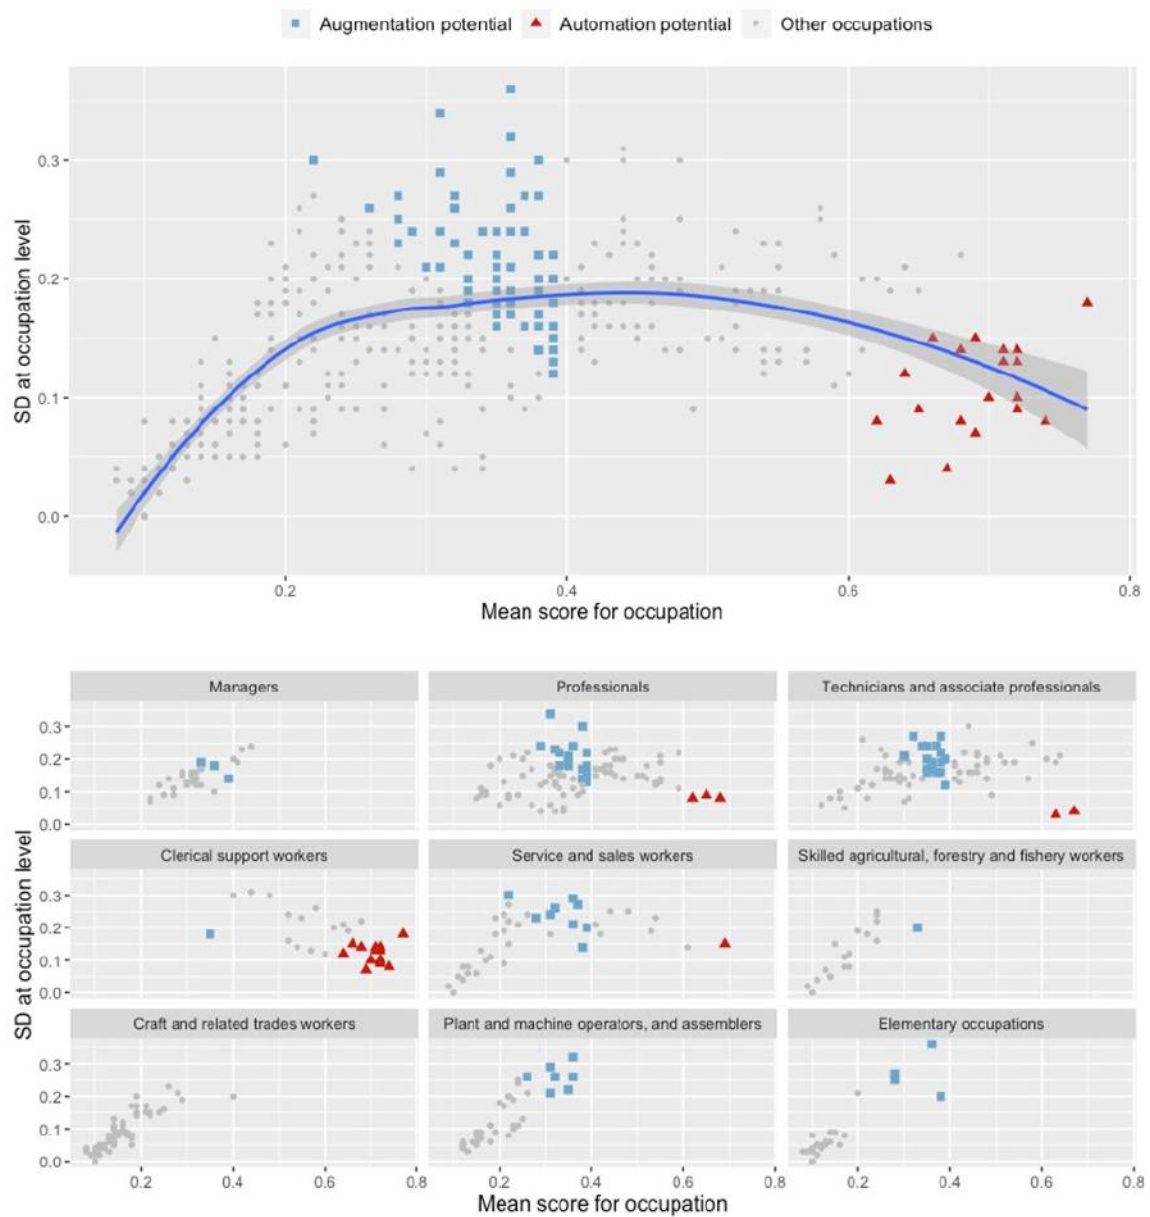 Augmentation potential Automation potential Other occupations
0.3
0.2
0.1
0.0
SD at occupation level
0.2 0.4 0.6 0.8
Mean score for occupation
Managers Professionals Technicians and associate professionals
0.3
0.2
0.1
0.0
Clerical support workers Service and sales workers Skilled agricultural, forestry and fishery workers
0.3
0.2
0.1
0.0
SD at occupation level
Craft and related trades workers Plant and machine operators, and assemblers Elementary occupations
0.3
0.2
0.1
0.0
0.2 0.4 0.6 0.8 0.2 0.4 0.6 0.8 0.2 0.4 0.6 0.8
Mean score for occupation